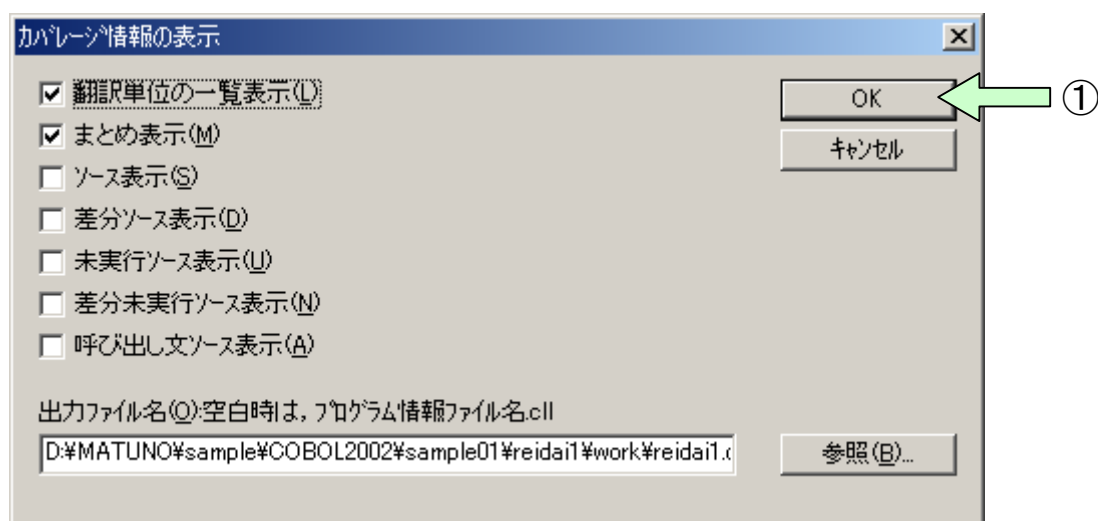 カバレージ情報の表示
翻訳単位の一覧表示(L)
OK
①
まとめ表示(M)
キャンセル
ソース表示(S)
差分ソース表示(D)
未実行ソース表示(U)
差分未実行ソース表示(N)
呼び出し文ソース表示(A)
出力ファイル名(O):空白時は，プログラム情報ファイル名.cll
D:¥MATUNO¥sample¥COBOL2002¥sample01¥reidai1¥work¥reidai1.c
参照(B)...